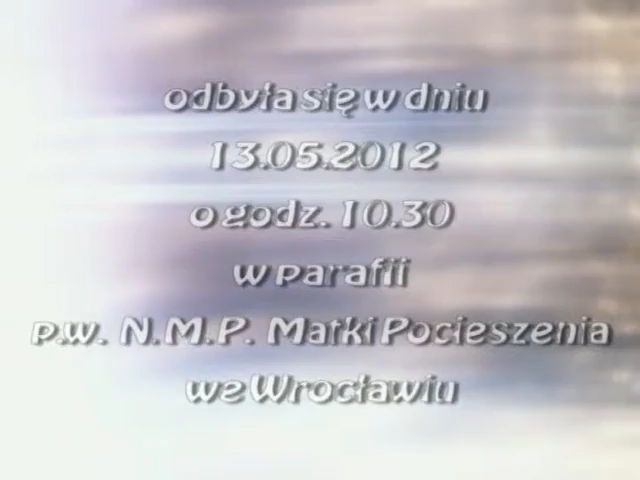 odbyła się w dniu
13.05.2012
o godz. 10.30
w parafii
p.w. N.M.P. Matki Pocieszenia
we Wrocławiu